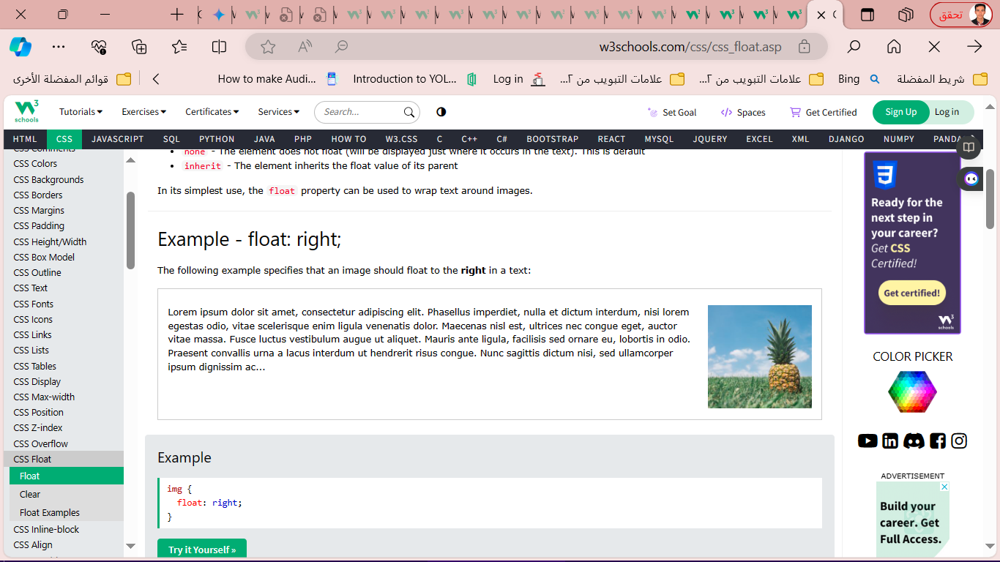 تحقق
w3schools.com/css/css_float.asp
قوائم المفضلة الأخرى
How to make Audi...
Introduction to YOL...
Log in
علامات التبويب من ٢...
علامات التبويب من ٢...
Bing
شريط المفضلة
W3 schools
Tutorials
Exercises
Certificates
Services
Search...
Set Goal
Spaces
Get Certified
Sign Up
Log in
HTML CSS JAVASCRIPT SQL PYTHON JAVA PHP HOW TO W3.CSS C C++ C# BOOTSTRAP REACT MYSQL JQUERY EXCEL XML DJANGO NUMPY PANDA
CSS Comments
CSS Colors
CSS Backgrounds
CSS Borders
CSS Margins
CSS Padding
CSS Height/Width
CSS Box Model
CSS Outline
CSS Text
CSS Fonts
CSS Icons
CSS Links
CSS Lists
CSS Tables
CSS Display
CSS Max-width
CSS Position
CSS Z-index
CSS Overflow
CSS Float
Float
Clear
Float Examples
CSS Inline-block
CSS Align
none - The element does not float (will be displayed just where it occurs in the text). This is default
inherit - The element inherits the float value of its parent
In its simplest use, the float property can be used to wrap text around images.
Example - float: right;
The following example specifies that an image should float to the right in a text:
Lorem ipsum dolor sit amet, consectetur adipiscing elit. Phasellus imperdiet, nulla et dictum interdum, nisi lorem
egestas odio, vitae scelerisque enim ligula venenatis dolor. Maecenas nisl est, ultrices nec congue eget, auctor
vitae massa. Fusce luctus vestibulum augue ut aliquet. Mauris ante ligula, facilisis sed ornare eu, lobortis in odio.
Praesent convallis urna a lacus interdum ut hendrerit risus congue. Nunc sagittis dictum nisi, sed ullamcorper
ipsum dignissim ac...
Example
img {
float: right;
}
Try it Yourself »
Ready for the
next step in
your career?
Get CSS
Certified!
Get certified!
W3 schools
COLOR PICKER
ADVERTISEMENT
Build your
career. Get
Full Access.